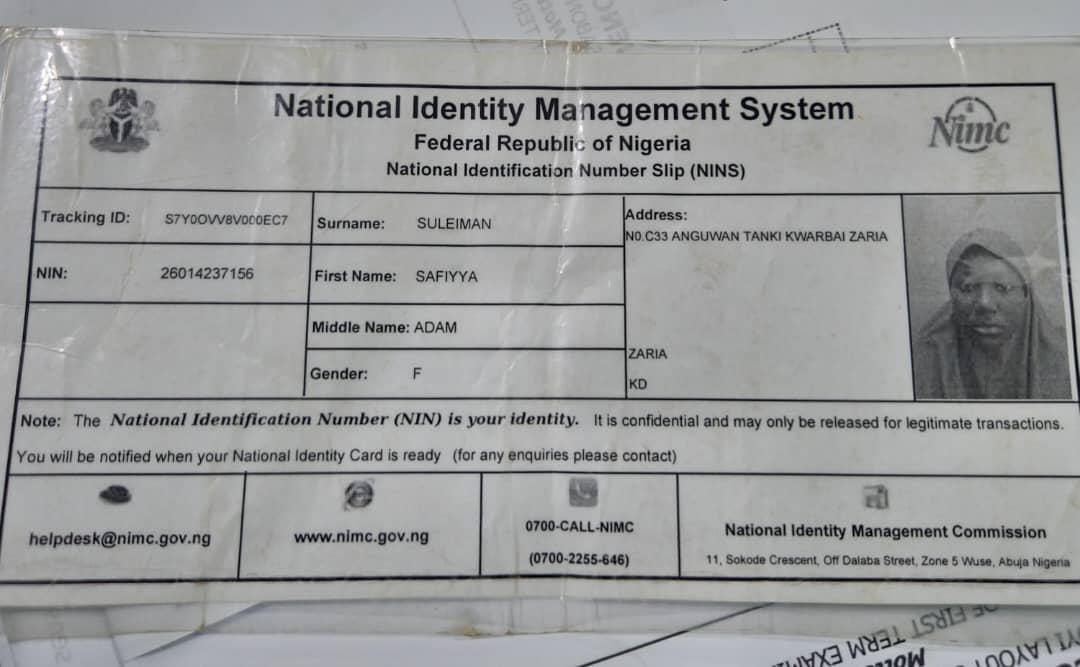 National Identity Management System
Federal Republic of Nigeria
National Identification Number Slip (NINS)
Nimc
Tracking ID: S7Y0OVV8V000EC7
Surname: SULEIMAN
Address:
N0.C33 ANGUWAN TANKI KWARBAI ZARIA
NIN: 26014237156
First Name: SAFIYYA
Middle Name: ADAM
ZARIA
Gender: F
KD
Note: The National Identification Number (NIN) is your identity. It is confidential and may only be released for legitimate transactions.
You will be notified when your National Identity Card is ready (for any enquiries please contact)
helpdesk@nimc.gov.ng
www.nimc.gov.ng
0700-CALL-NIMC
(0700-2255-646)
National Identity Management Commission
11, Sokode Crescent, Off Dalaba Street, Zone 5 Wuse, Abuja Nigeria
OF FIRST TERM EXAM
LAYOUT